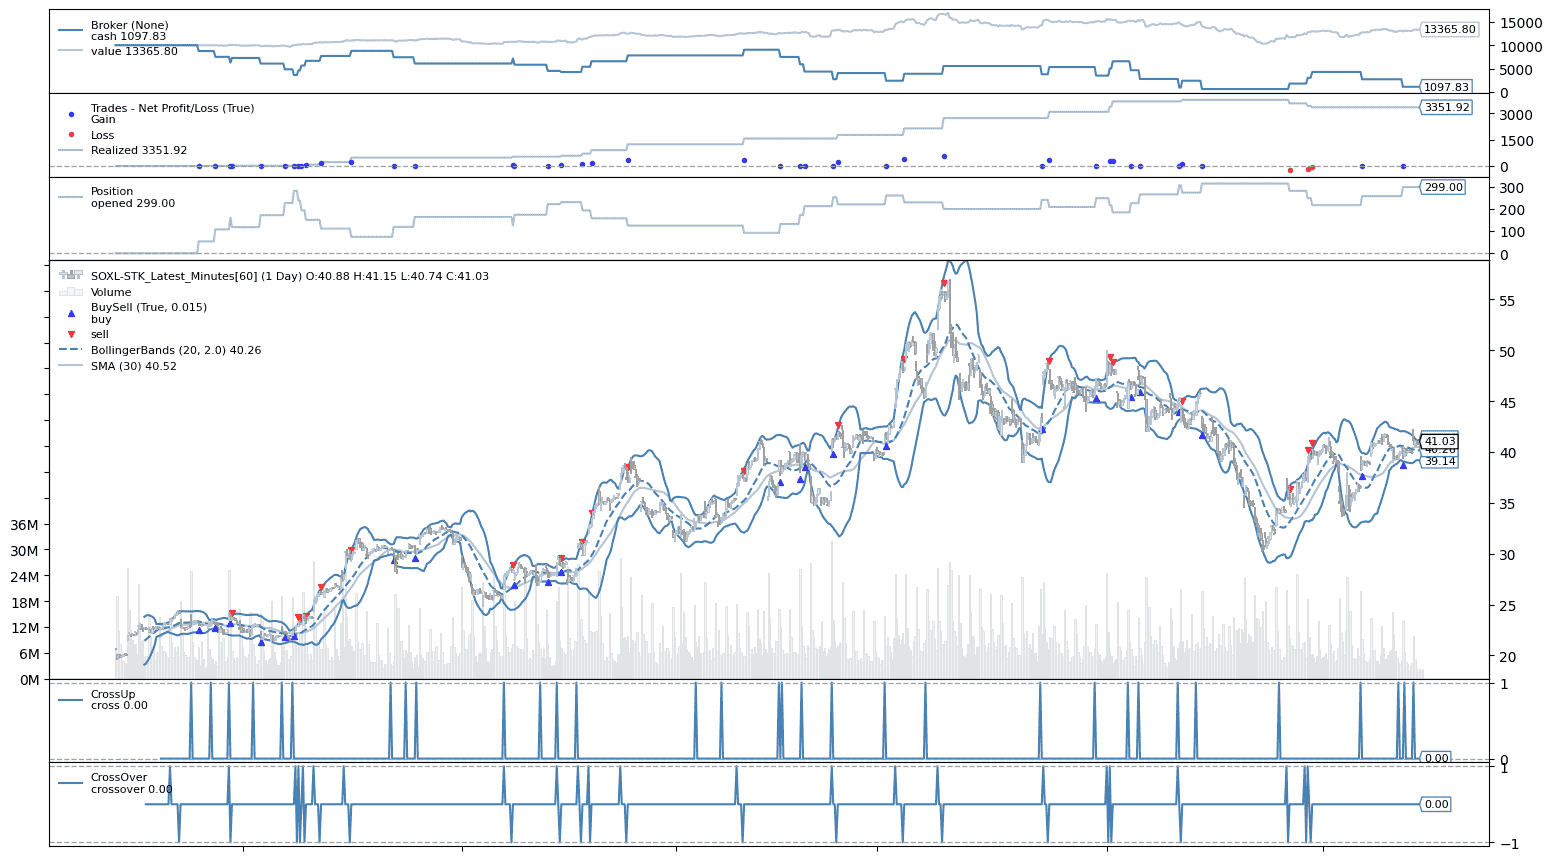 Broker (None)
cash 1097.83
value 13365.80
15000
10000
5000
0
13365.80
1097.83
Trades - Net Profit/Loss (True)
Gain
Loss
Realized 3351.92
3000
1500
0
3351.92
Position
opened 299.00
300
200
100
0
299.00
SOXL-STK_Latest_Minutes[60] (1 Day) O:40.88 H:41.15 L:40.74 C:41.03
Volume
BuySell (True, 0.015)
buy
sell
BollingerBands (20, 2.0) 40.26
SMA (30) 40.52
55
50
45
40
35
30
25
20
41.03
40.26
39.14
36M
30M
24M
18M
12M
6M
0M
CrossUp
cross 0.00
1
0
0.00
CrossOver
crossover 0.00
1
0.00
−1